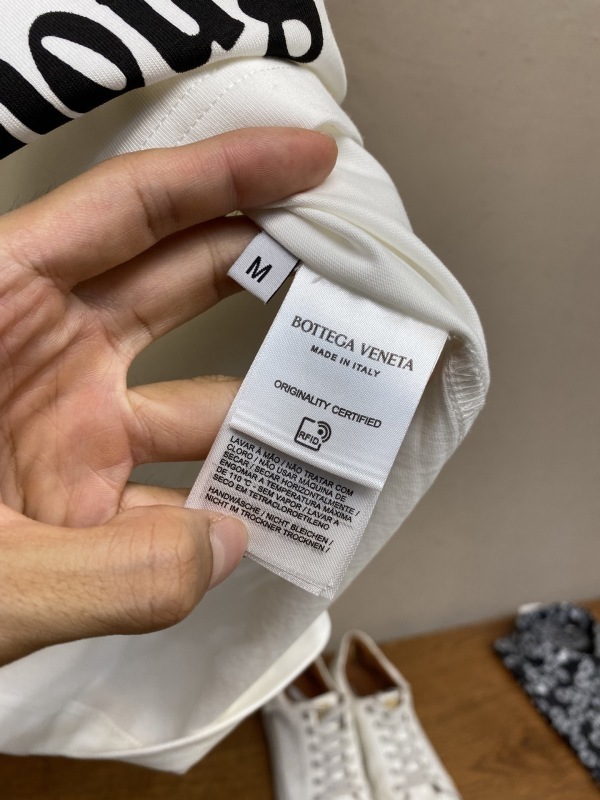 no
M
BOTTEGA VENETA
MADE IN ITALY
ORIGINALITY CERTIFIED
RFID
LAVAR À MÃO / NÃO TRATAR COM
CLORO / NÃO USAR MÁQUINA DE
SECAR / SECAR HORIZONTALMENTE /
ENGOMAR A TEMPERATURA MÁXIMA
DE 110 °C - SEM VAPOR / LAVAR A
SECO EM TETRACLORDETILENO
HANDWÄSCHE / NICHT BLEICHEN /
NICHT IM TROCKNER TROCKNEN /